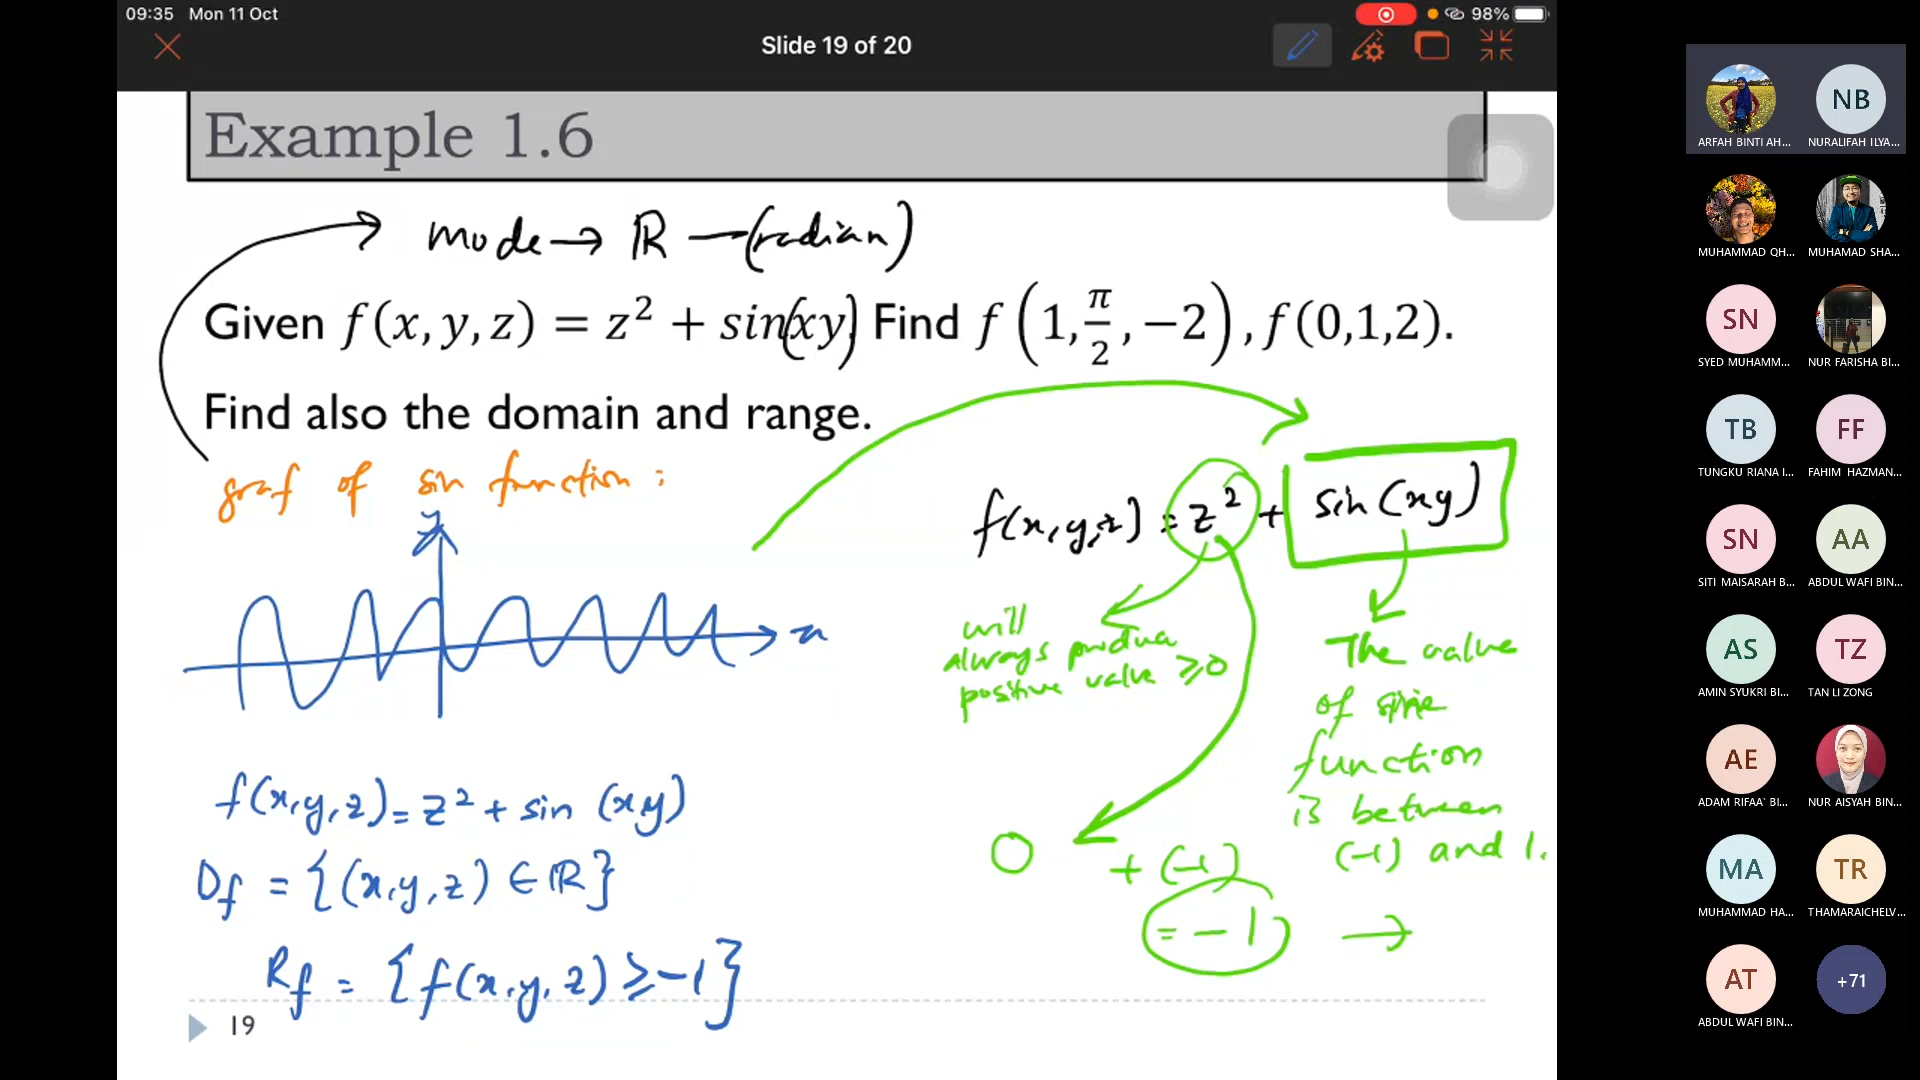 09:35 Mon 11 Oct
98%
Slide 19 of 20
Example 1.6
mode → ℝ — (radian)
Given f(x, y, z) = z² + sin(xy) Find f(1, π/2, −2), f(0,1,2).
Find also the domain and range.
graf of sin function :
y
x
f(x,y,z) = z² + sin(xy)
will
always produce
positive value ≥0
The value
of sine
function
is between
(-1) and 1.
0 + (-1)
= -1 →
f(x,y,z) = z² + sin (xy)
Df = {(x,y,z) ∈ ℝ}
Rf = {f(x,y,z) ≥ -1}
19
NB
ARFAH BINTI AH...
NURALIFAH ILYA...
MUHAMMAD QH...
MUHAMAD SHA...
SN
SYED MUHAMM...
NUR FARISHA BI...
TB
FF
TUNGKU RIANA I...
FAHIM HAZMAN...
SN
AA
SITI MAISARAH B...
ABDUL WAFI BIN...
AS
TZ
AMIN SYUKRI BI...
TAN LI ZONG
AE
ADAM RIFAA` BI...
NUR AISYAH BIN...
MA
TR
MUHAMMAD HA...
THAMARAICHELV...
AT
+71
ABDUL WAFI BIN...